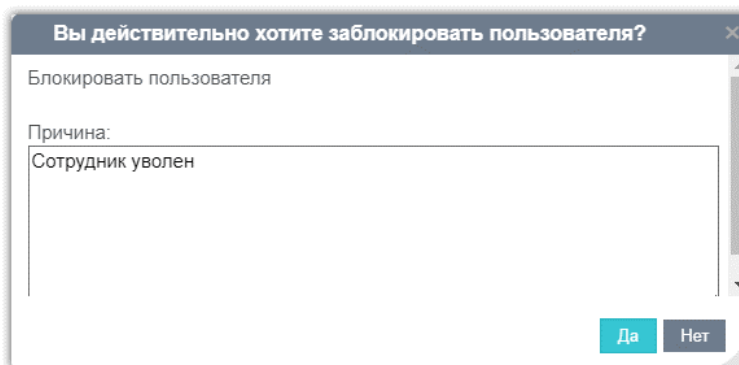 Вы действительно хотите заблокировать пользователя?
Блокировать пользователя
Причина:
Сотрудник уволен
Да Нет